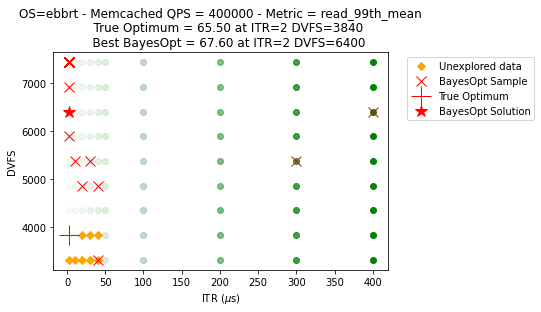 OS=ebbrt - Memcached QPS = 400000 - Metric = read_99th_mean
True Optimum = 65.50 at ITR=2 DVFS=3840
Best BayesOpt = 67.60 at ITR=2 DVFS=6400
Unexplored data
BayesOpt Sample
True Optimum
BayesOpt Solution
DVFS
7000
6000
5000
4000
0 50 100 150 200 250 300 350 400
ITR (μs)